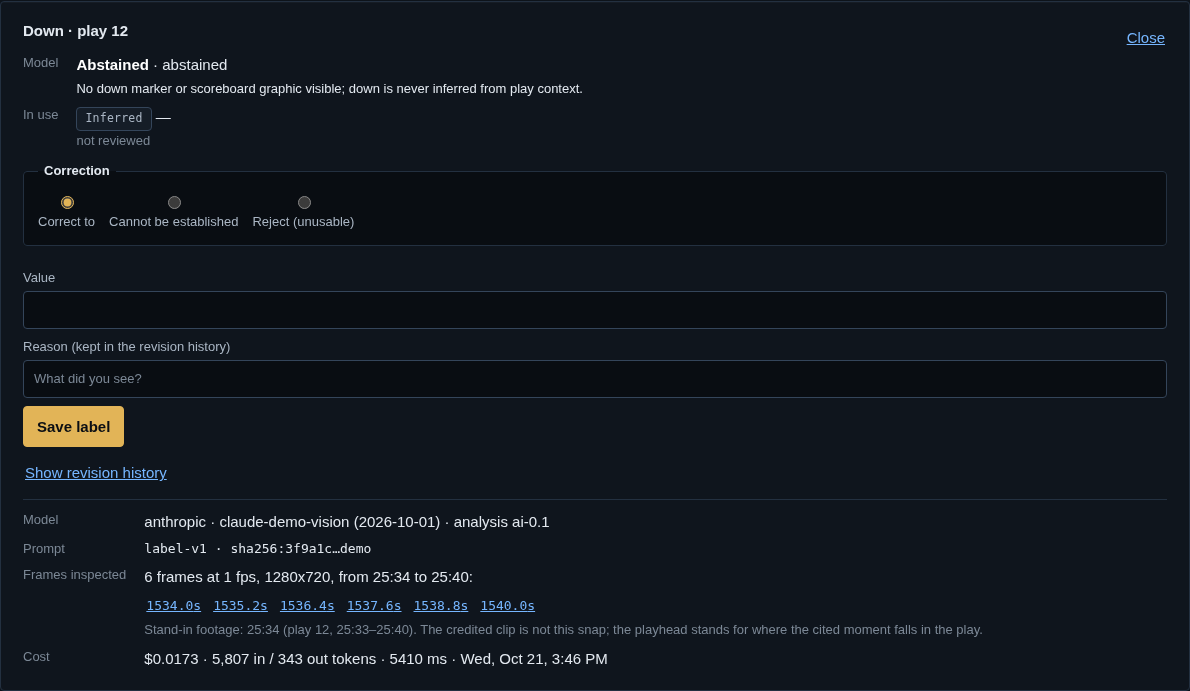 Down · play 12
Close
Model
Abstained · abstained
No down marker or scoreboard graphic visible; down is never inferred from play context.
In use
Inferred —
not reviewed
Correction
Correct to
Cannot be established
Reject (unusable)
Value
Reason (kept in the revision history)
What did you see?
Save label
Show revision history
Model
anthropic · claude-demo-vision (2026-10-01) · analysis ai-0.1
Prompt
label-v1 · sha256:3f9a1c…demo
Frames inspected
6 frames at 1 fps, 1280x720, from 25:34 to 25:40:
1534.0s 1535.2s 1536.4s 1537.6s 1538.8s 1540.0s
Stand-in footage: 25:34 (play 12, 25:33–25:40). The credited clip is not this snap; the playhead stands for where the cited moment falls in the play.
Cost
$0.0173 · 5,807 in / 343 out tokens · 5410 ms · Wed, Oct 21, 3:46 PM